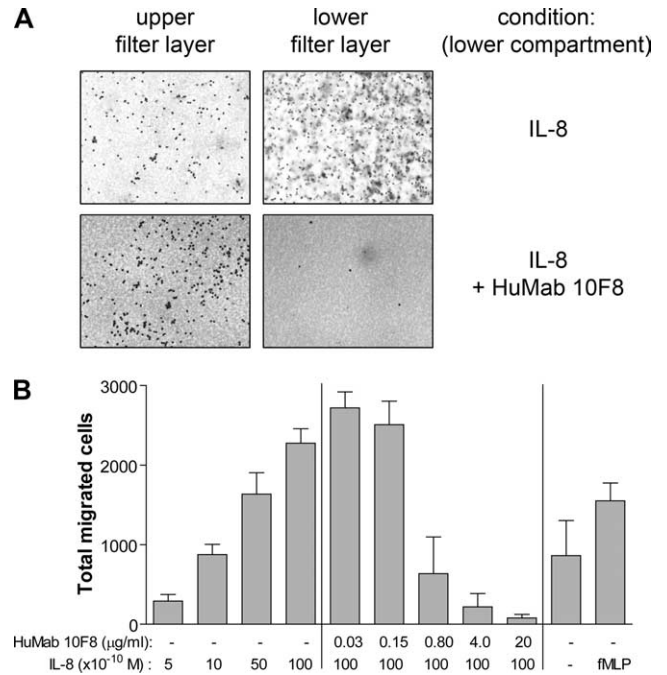 A
upper
filter layer
lower
filter layer
condition:
(lower compartment)
IL-8
IL-8
+ HuMab 10F8
B
Total migrated cells
3000
2000
1000
0
HuMab 10F8 (μg/ml): - - - - 0.03 0.15 0.80 4.0 20 - -
IL-8 (x10⁻¹⁰ M) : 5 10 50 100 100 100 100 100 100 - fMLP